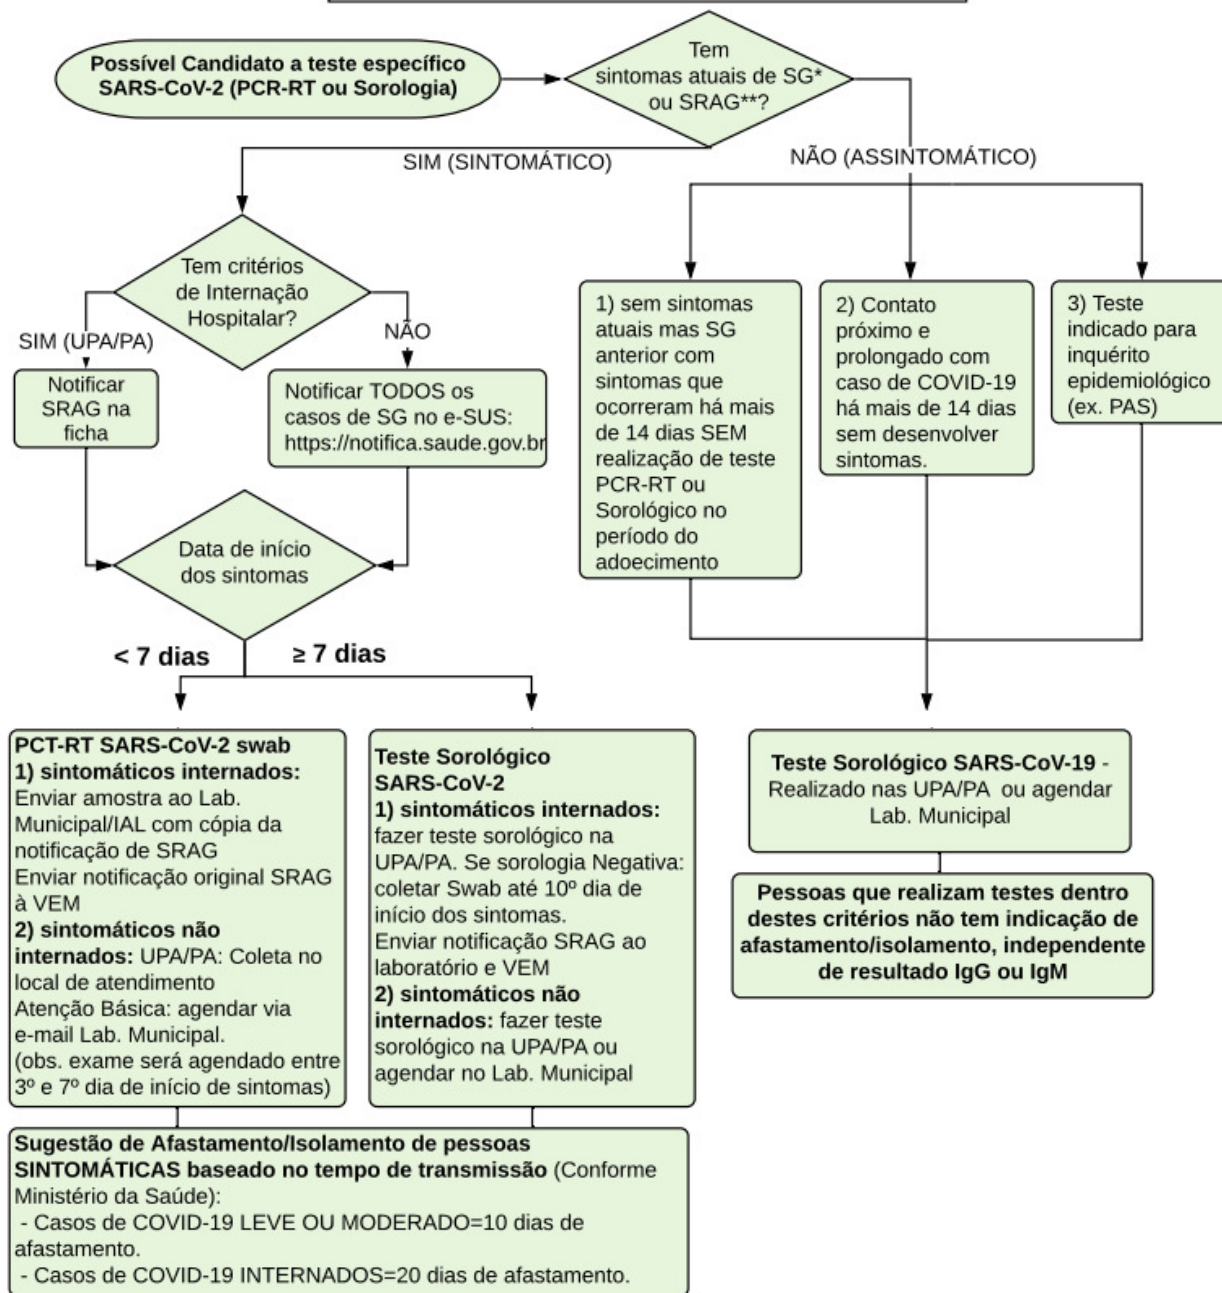 Possível Candidato a teste específico
SARS-CoV-2 (PCR-RT ou Sorologia)
Tem
sintomas atuais de SG*
ou SRAG**?
SIM (SINTOMÁTICO)
NÃO (ASSINTOMÁTICO)
Tem critérios
de Internação
Hospitalar?
SIM (UPA/PA)
NÃO
Notificar
SRAG na
ficha
Notificar TODOS os
casos de SG no e-SUS:
https://notifica.saude.gov.br
1) sem sintomas
atuais mas SG
anterior com
sintomas que
ocorreram há mais
de 14 dias SEM
realização de teste
PCR-RT ou
Sorológico no
período do
adoecimento
2) Contato
próximo e
prolongado com
caso de COVID-19
há mais de 14 dias
sem desenvolver
sintomas.
3) Teste
indicado para
inquérito
epidemiológico
(ex. PAS)
Data de início
dos sintomas
< 7 dias
≥ 7 dias
PCT-RT SARS-CoV-2 swab
1) sintomáticos internados:
Enviar amostra ao Lab.
Municipal/IAL com cópia da
notificação de SRAG
Enviar notificação original SRAG
à VEM
2) sintomáticos não
internados: UPA/PA: Coleta no
local de atendimento
Atenção Básica: agendar via
e-mail Lab. Municipal.
(obs. exame será agendado entre
3º e 7º dia de início de sintomas)
Teste Sorológico
SARS-CoV-2
1) sintomáticos internados:
fazer teste sorológico na
UPA/PA. Se sorologia Negativa:
coletar Swab até 10º dia de
início dos sintomas.
Enviar notificação SRAG ao
laboratório e VEM
2) sintomáticos não
internados: fazer teste
sorológico na UPA/PA ou
agendar no Lab. Municipal
Teste Sorológico SARS-CoV-19 -
Realizado nas UPA/PA ou agendar
Lab. Municipal
Pessoas que realizam testes dentro
destes critérios não tem indicação de
afastamento/isolamento, independente
de resultado IgG ou IgM
Sugestão de Afastamento/Isolamento de pessoas
SINTOMÁTICAS baseado no tempo de transmissão (Conforme
Ministério da Saúde):
- Casos de COVID-19 LEVE OU MODERADO=10 dias de
afastamento.
- Casos de COVID-19 INTERNADOS=20 dias de afastamento.